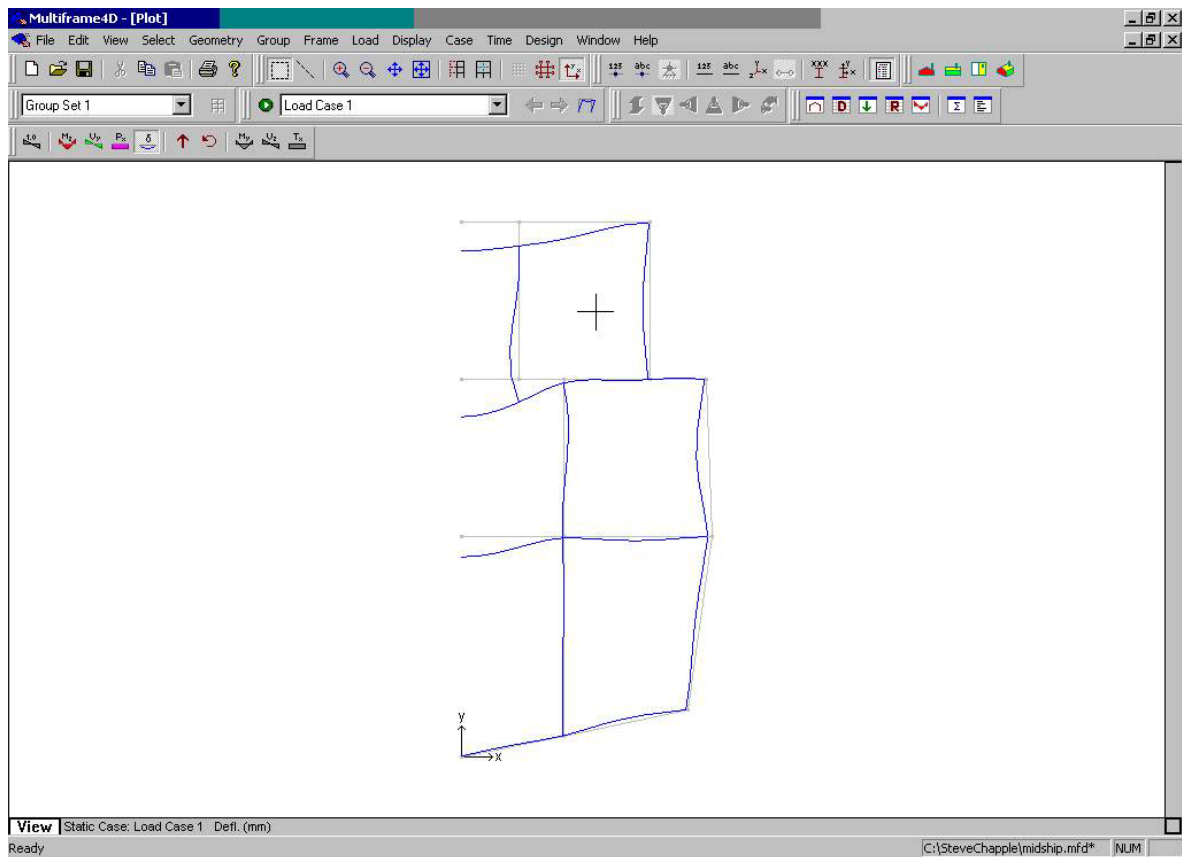 Multiframe4D - [Plot]
File Edit View Select Geometry Group Frame Load Display Case Time Design Window Help
Group Set 1
Load Case 1
y
x
View Static Case: Load Case 1 Defl. (mm)
Ready C:\SteveChapple\midship.mfd* NUM